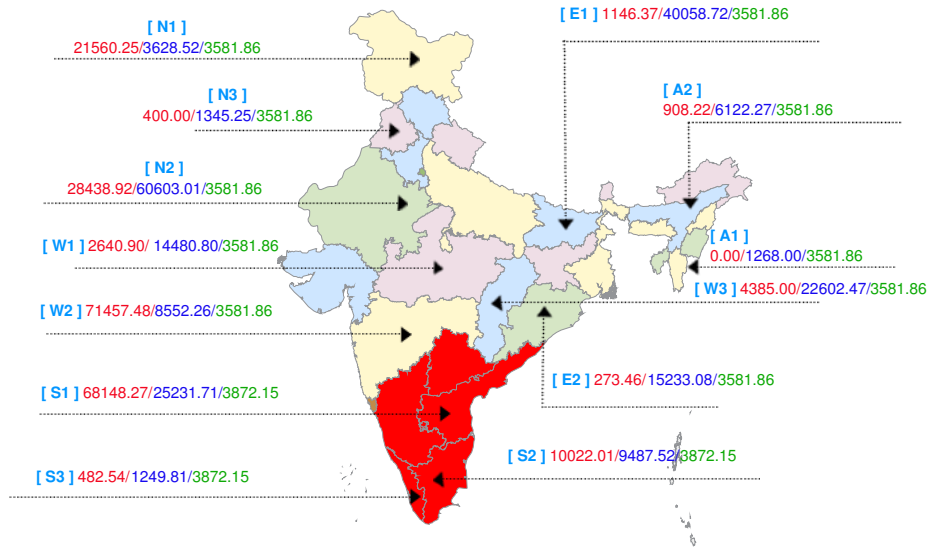 [ E1 ] 1146.37/40058.72/3581.86
[ N1 ]
21560.25/3628.52/3581.86
[ N3 ]
400.00/1345.25/3581.86
[ A2 ]
908.22/6122.27/3581.86
[ N2 ]
28438.92/60603.01/3581.86
[ W1 ] 2640.90/ 14480.80/3581.86
[ A1 ]
0.00/1268.00/3581.86
[ W3 ] 4385.00/22602.47/3581.86
[ W2 ] 71457.48/8552.26/3581.86
[ E2 ] 273.46/15233.08/3581.86
[ S1 ] 68148.27/25231.71/3872.15
[ S2 ] 10022.01/9487.52/3872.15
[ S3 ] 482.54/1249.81/3872.15